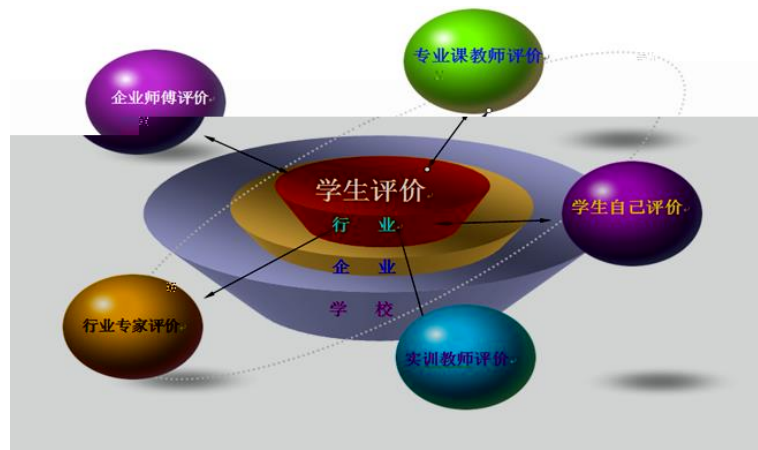 专业课教师评价
企业师傅评价
学生评价
学生自己评价
行 业
企 业
学 校
行业专家评价
实训教师评价